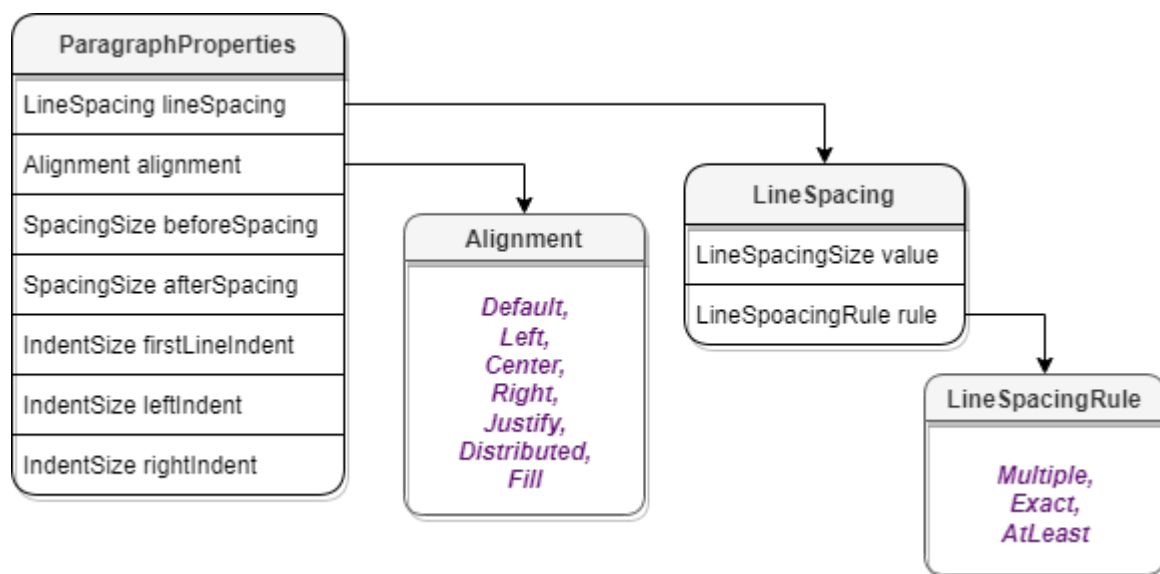 ParagraphProperties
LineSpacing lineSpacing
Alignment alignment
SpacingSize beforeSpacing
SpacingSize afterSpacing
IndentSize firstLineIndent
IndentSize leftIndent
IndentSize rightIndent
Alignment
Default,
Left,
Center,
Right,
Justify,
Distributed,
Fill
LineSpacing
LineSpacingSize value
LineSpoacingRule rule
LineSpacingRule
Multiple,
Exact,
AtLeast